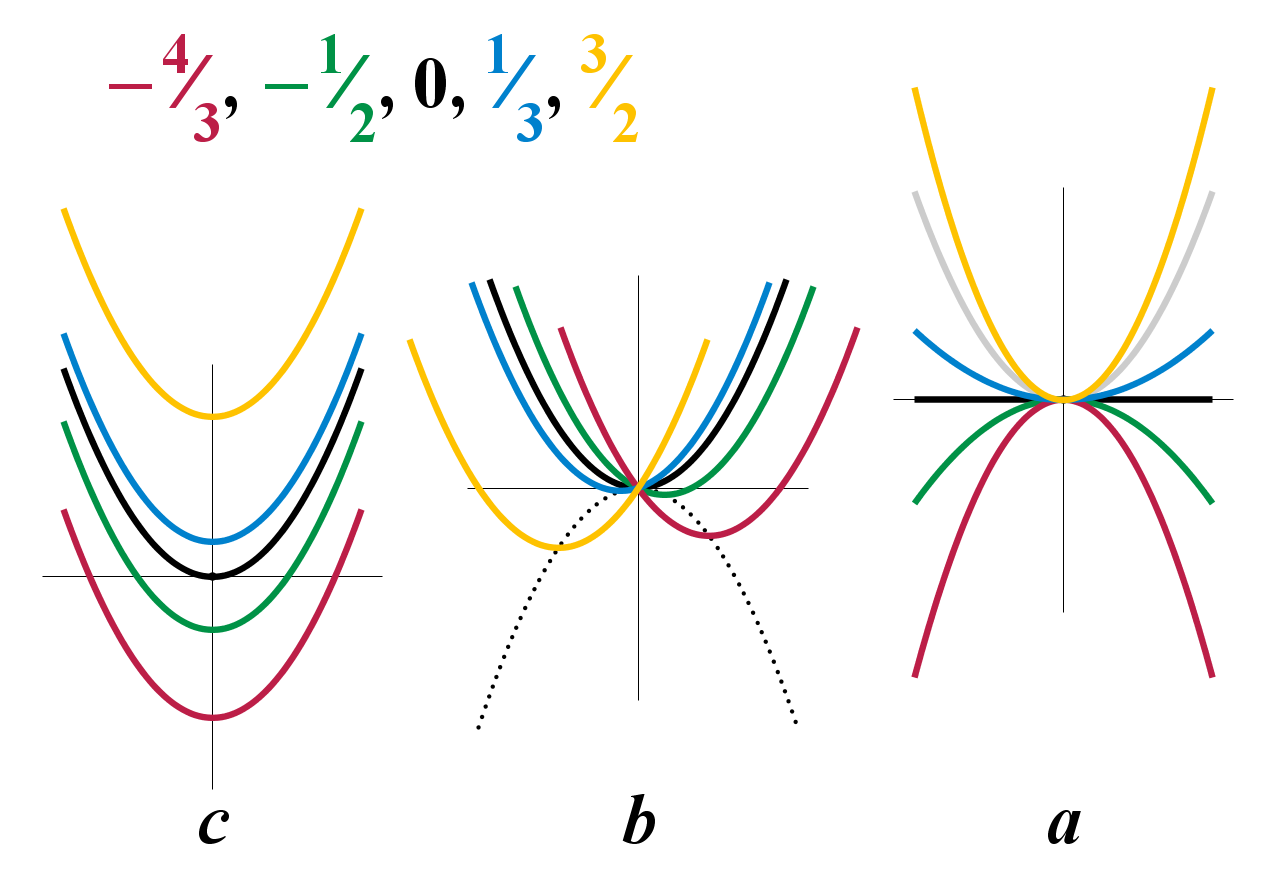 −4/3, −1/2, 0, 1/3, 3/2
c b a